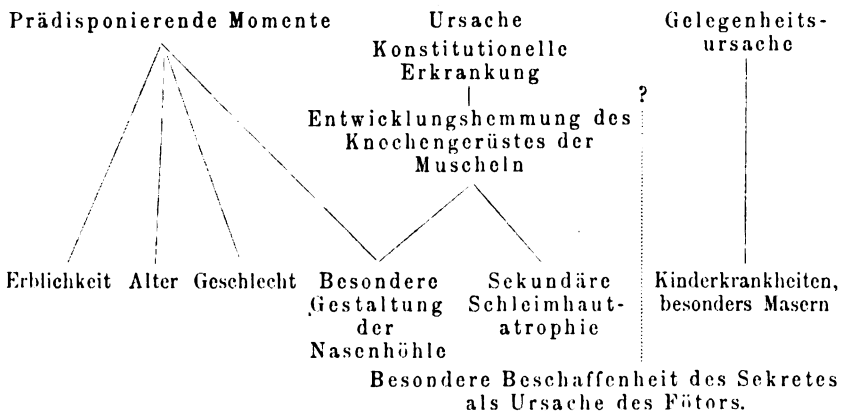 Prädisponierende Momente
Ursache
Konstitutionelle
Erkrankung
Gelegenheits-
ursache
?
Entwicklungshemmung des
Knochengerüstes der
Muscheln
Erblichkeit Alter Geschlecht
Besondere
Gestaltung
der
Nasenhöhle
Sekundäre
Schleimhaut-
atrophie
Kinderkrankheiten,
besonders Masern
Besondere Beschaffenheit des Sekretes
als Ursache des Fötors.